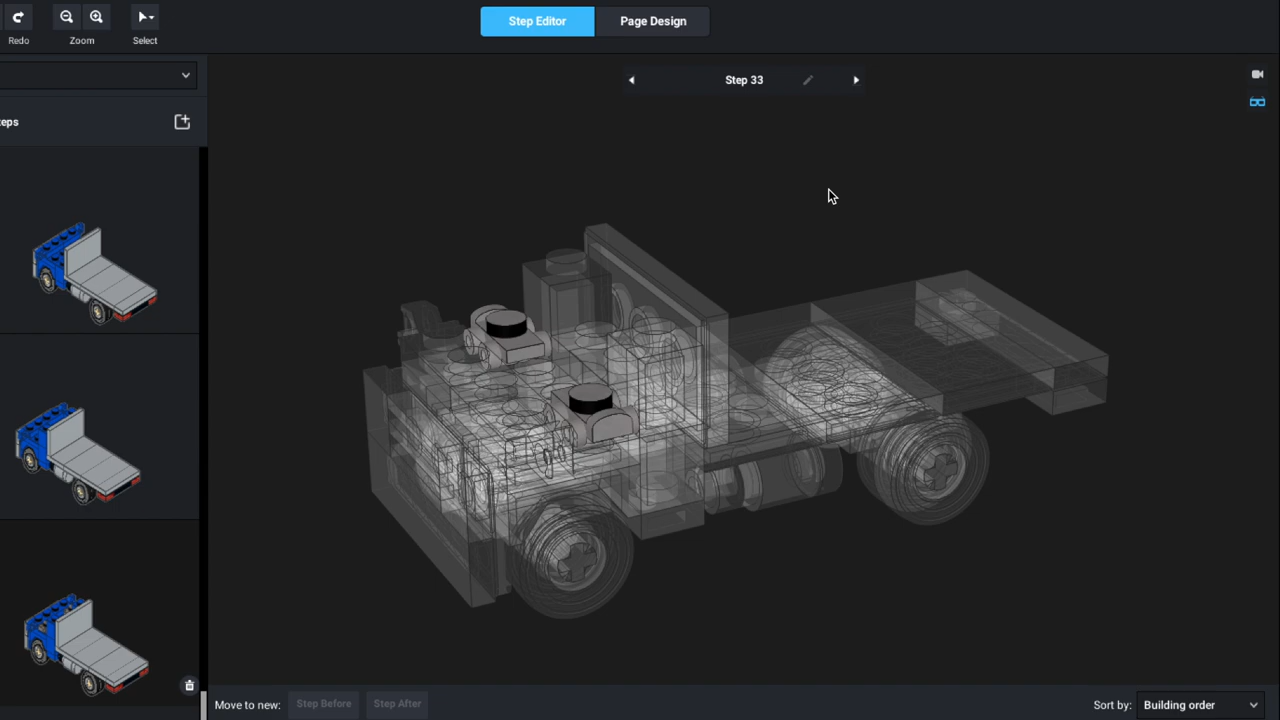 Redo
Zoom
Select
Step Editor
Page Design
Step 33
teps
Move to new:
Step Before
Step After
Sort by:
Building order